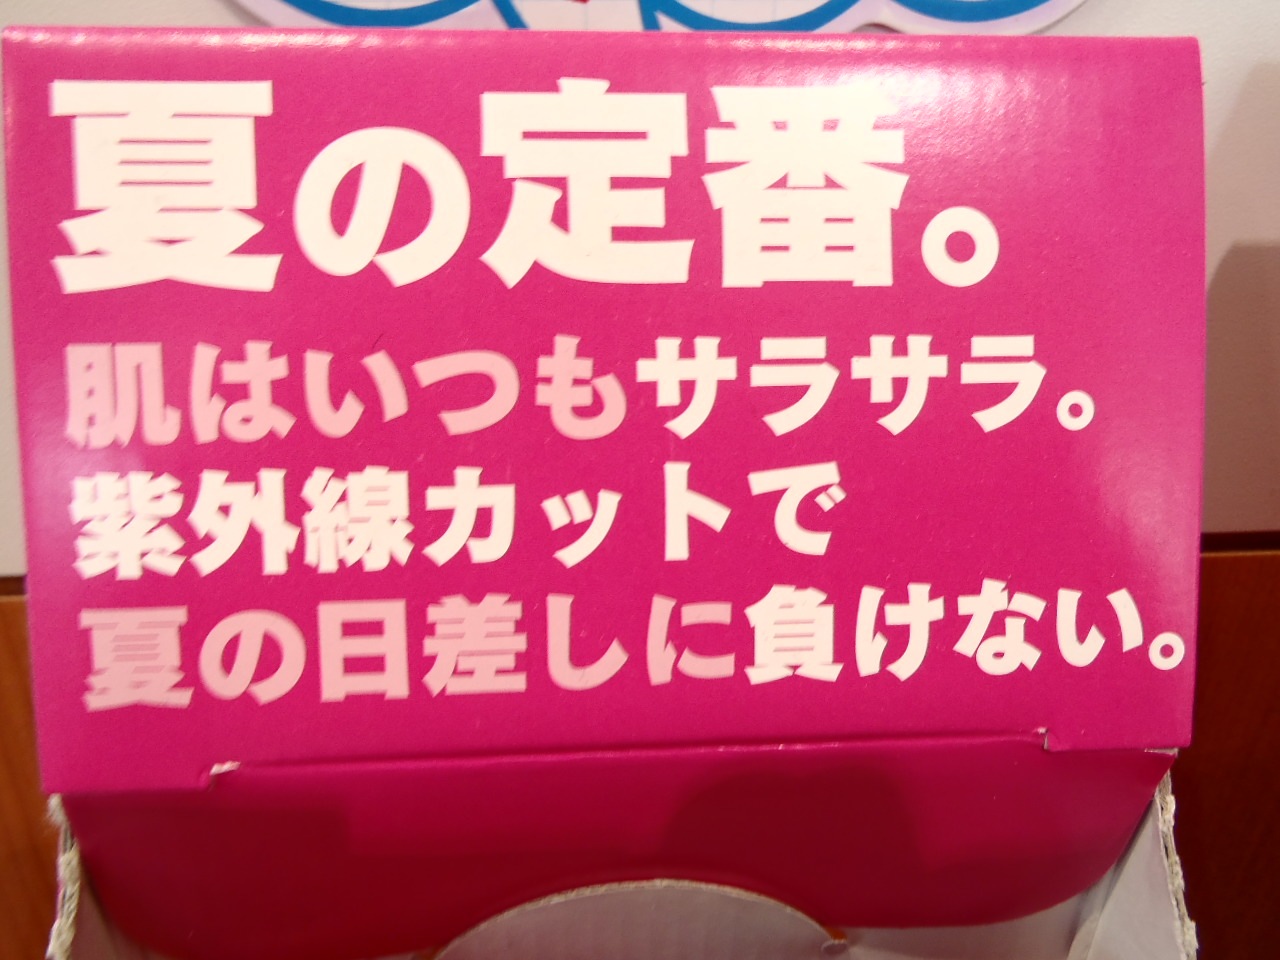 夏の定番。
肌はいつもサラサラ。
紫外線カットで
夏の日差しに負けない。